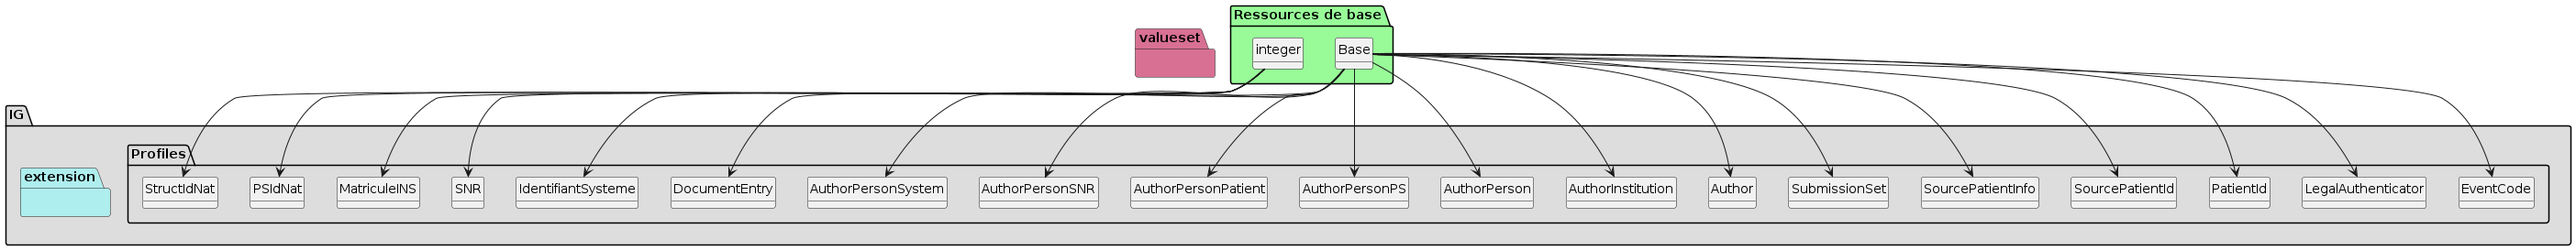 Ressources de base
valueset
integer
Base
IG
Profiles
extension
StructIdNat
PSIdNat
MatriculeINS
SNR
IdentifiantSysteme
DocumentEntry
AuthorPersonSystem
AuthorPersonSNR
AuthorPersonPatient
AuthorPersonPS
AuthorPerson
AuthorInstitution
Author
SubmissionSet
SourcePatientInfo
SourcePatientId
PatientId
LegalAuthenticator
EventCode